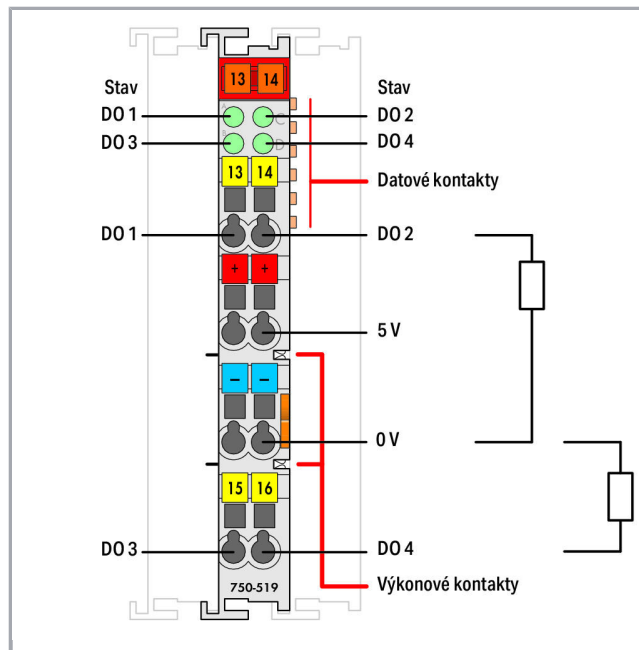 13 14
Stav Stav
A C
DO 1 DO 2
B D
DO 3 DO 4
13 14
Datové kontakty
DO 1 DO 2
+ +
5 V
− −
0 V
15 16
DO 3 DO 4
Výkonové kontakty
750-519